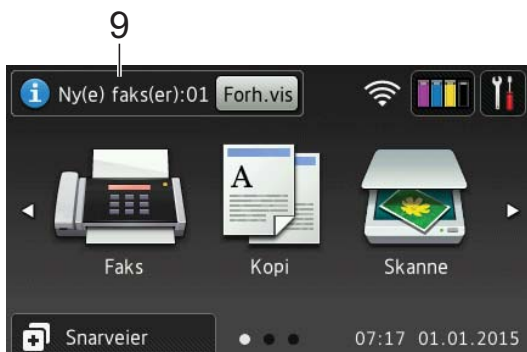 9
Ny(e) faks(er):01 Forh.vis
A
Faks Kopi Skanne
Snarveier 07:17 01.01.2015